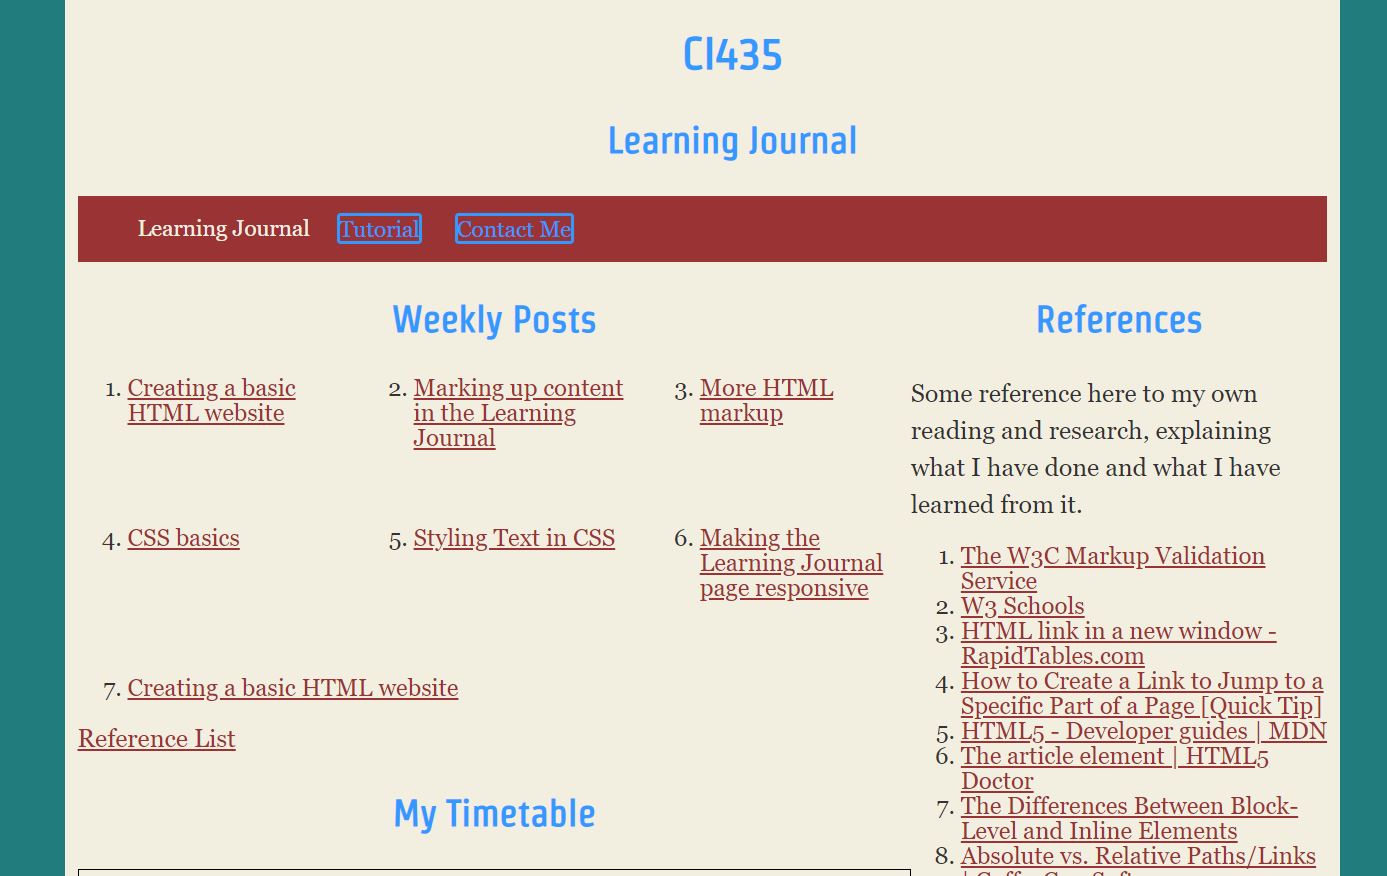 CI435
Learning Journal
Learning Journal Tutorial Contact Me
Weekly Posts
1. Creating a basic
HTML website
2. Marking up content
in the Learning
Journal
3. More HTML
markup
4. CSS basics
5. Styling Text in CSS
6. Making the
Learning Journal
page responsive
7. Creating a basic HTML website
Reference List
My Timetable
References
Some reference here to my own
reading and research, explaining
what I have done and what I have
learned from it.
1. The W3C Markup Validation
Service
2. W3 Schools
3. HTML link in a new window -
RapidTables.com
4. How to Create a Link to Jump to a
Specific Part of a Page [Quick Tip]
5. HTML5 - Developer guides | MDN
6. The article element | HTML5
Doctor
7. The Differences Between Block-
Level and Inline Elements
8. Absolute vs. Relative Paths/Links